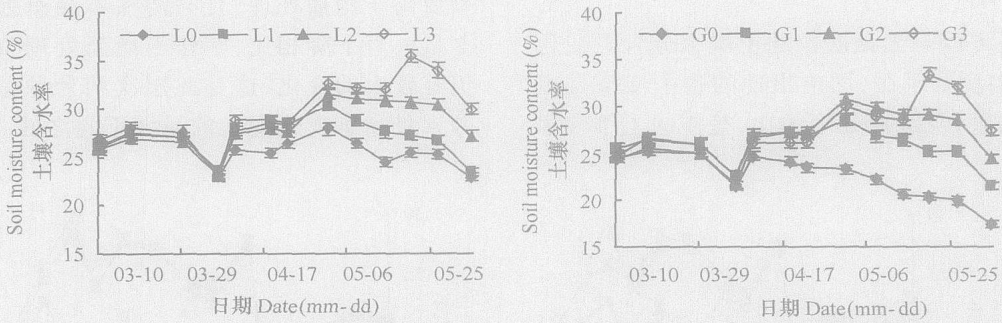 Soil moisture content (%)
土壤含水率
40
35
30
25
20
15
L0 L1 L2 L3
03-10 03-29 04-17 05-06 05-25
日期 Date(mm- dd)
Soil moisture content (%)
土壤含水率
40
35
30
25
20
15
G0 G1 G2 G3
03-10 03-29 04-17 05-06 05-25
日期 Date(mm- dd)